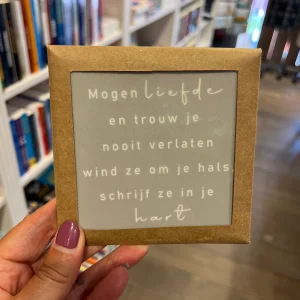 Mogen liefde
en trouw je
nooit verlaten
wind ze om je hals,
schrijf ze in je
hart